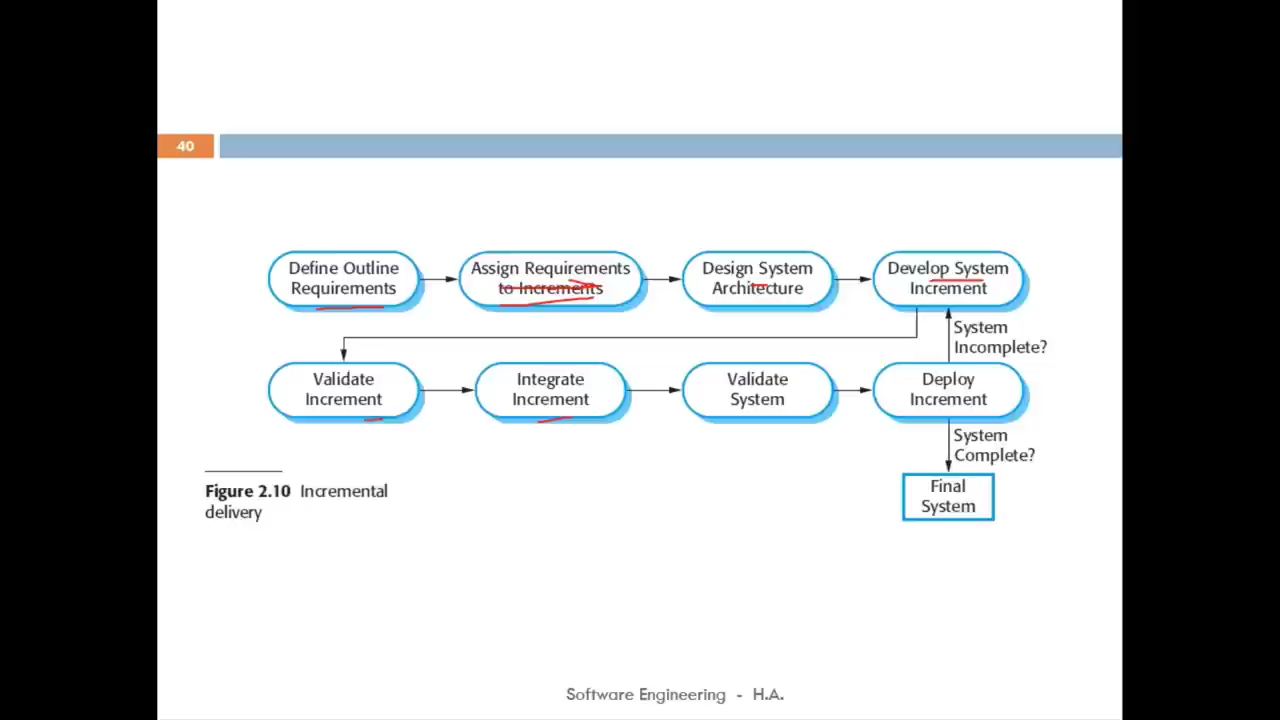 40
Define Outline
Requirements
Assign Requirements
to Increments
Design System
Architecture
Develop System
Increment
System
Incomplete?
Validate
Increment
Integrate
Increment
Validate
System
Deploy
Increment
System
Complete?
Final
System
Figure 2.10 Incremental
delivery
Software Engineering - H.A.